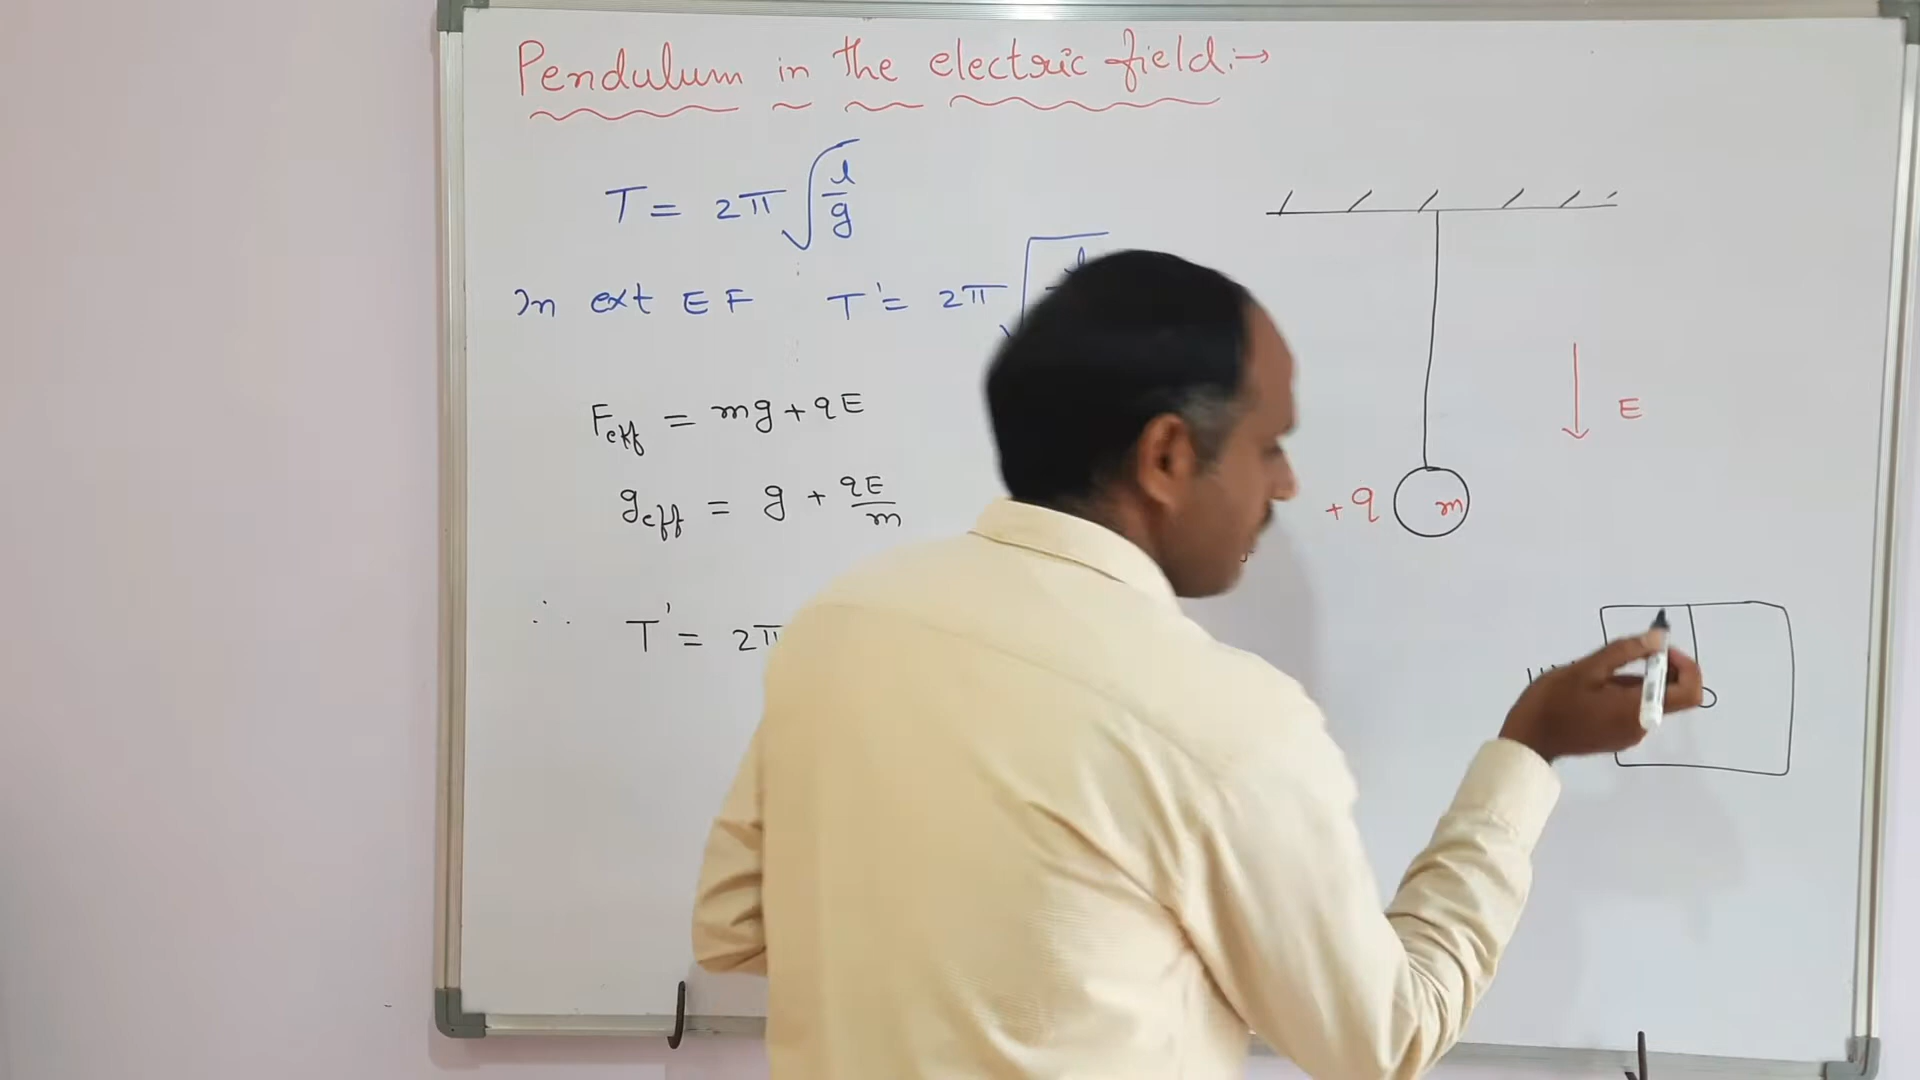 Pendulum in the electric field:→
T = 2π √(l/g)
In ext EF T' = 2π √l
F_eff = mg + qE
g_eff = g + qE/m
∴ T' = 2π
E
+q m